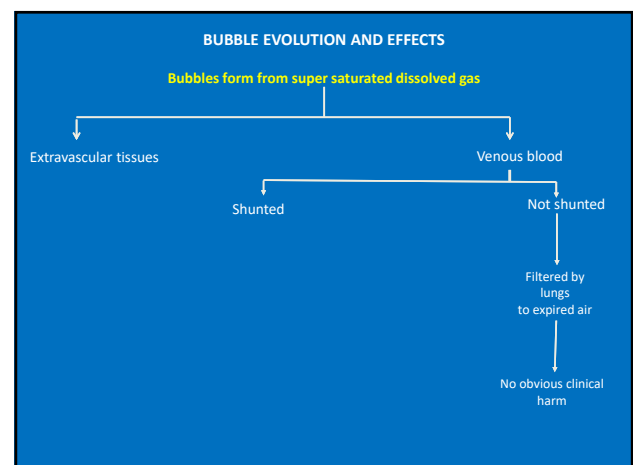 BUBBLE EVOLUTION AND EFFECTS
Bubbles form from super saturated dissolved gas
Extravascular tissues
Venous blood
Shunted
Not shunted
Filtered by
lungs
to expired air
No obvious clinical
harm